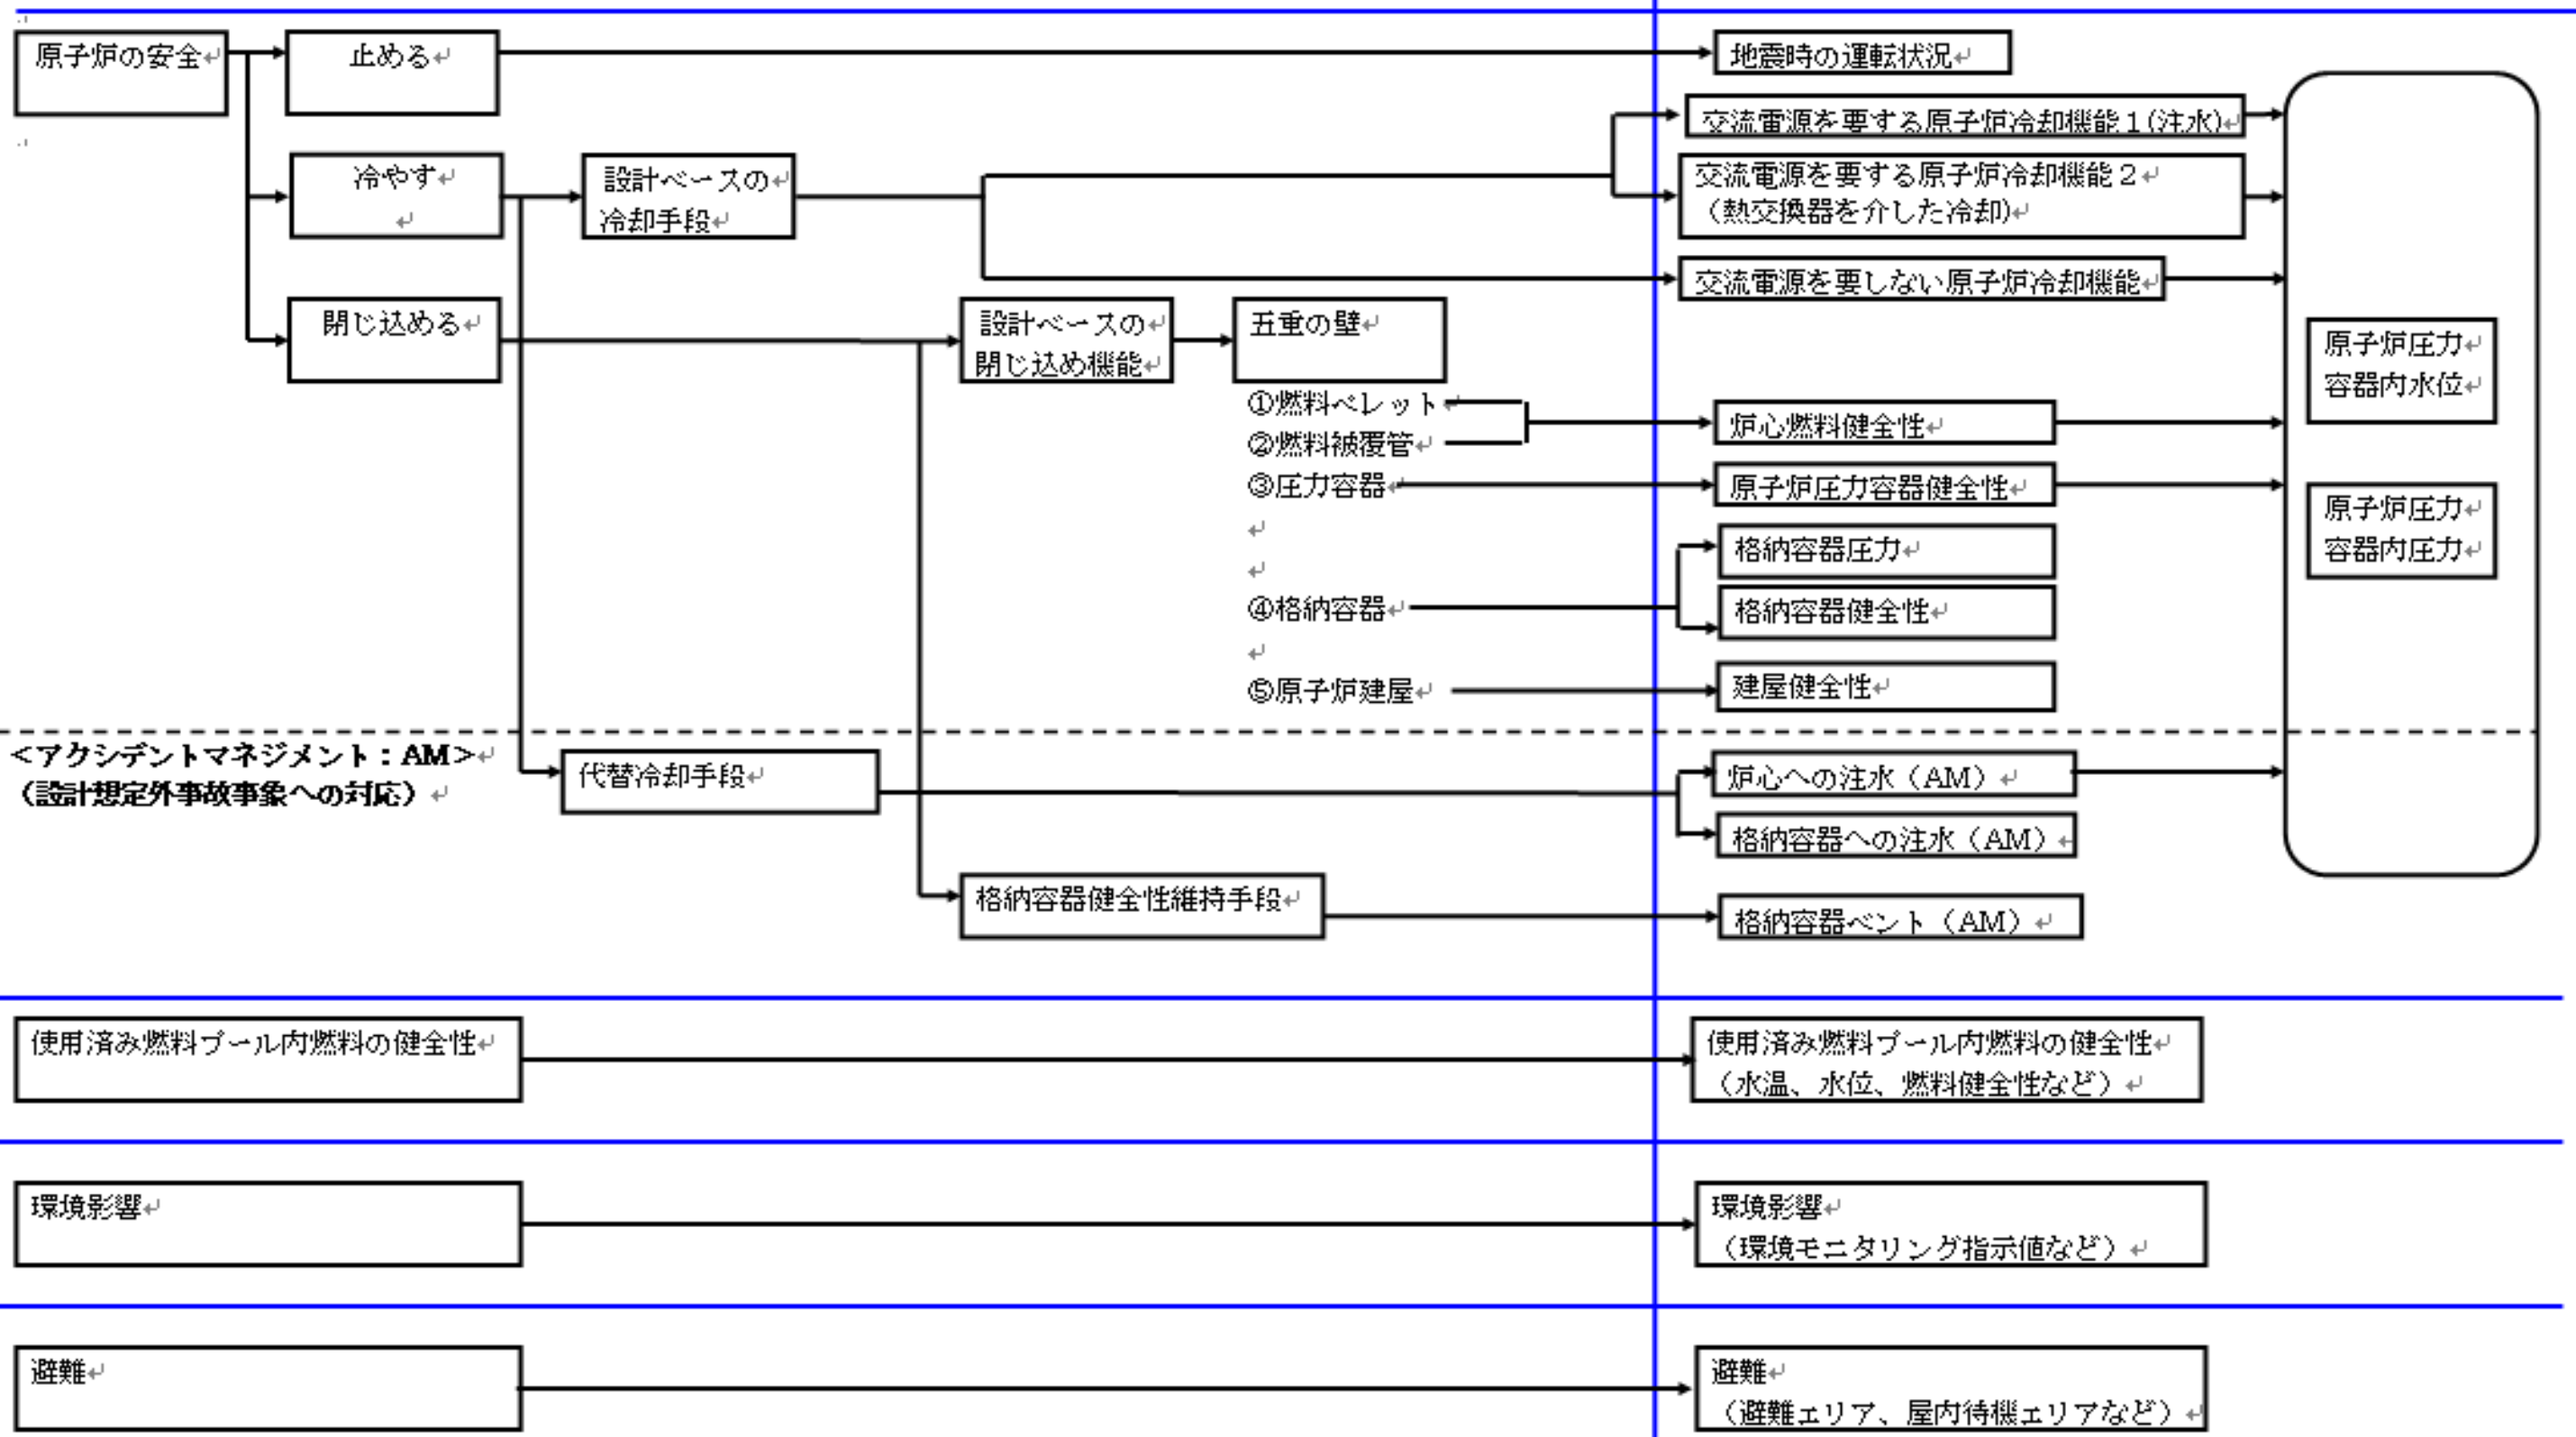 原子炉の安全
止める
地震時の運転状況
交流電源を要する原子炉冷却機能１(注水)
冷やす
設計ベースの
冷却手段
交流電源を要する原子炉冷却機能２
（熱交換器を介した冷却)
交流電源を要しない原子炉冷却機能
閉じ込める
設計ベースの
閉じ込め機能
五重の壁
①燃料ペレット
②燃料被覆管
③圧力容器
④格納容器
⑤原子炉建屋
炉心燃料健全性
原子炉圧力容器健全性
格納容器圧力
格納容器健全性
建屋健全性
原子炉圧力
容器内水位
原子炉圧力
容器内圧力
＜アクシデントマネジメント：AM＞
（設計想定外事故事象への対応）
代替冷却手段
炉心への注水（AM）
格納容器への注水（AM）
格納容器健全性維持手段
格納容器ベント（AM）
使用済み燃料プール内燃料の健全性
使用済み燃料プール内燃料の健全性
（水温、水位、燃料健全性など）
環境影響
環境影響
（環境モニタリング指示値など）
避難
避難
（避難エリア、屋内待機エリアなど）